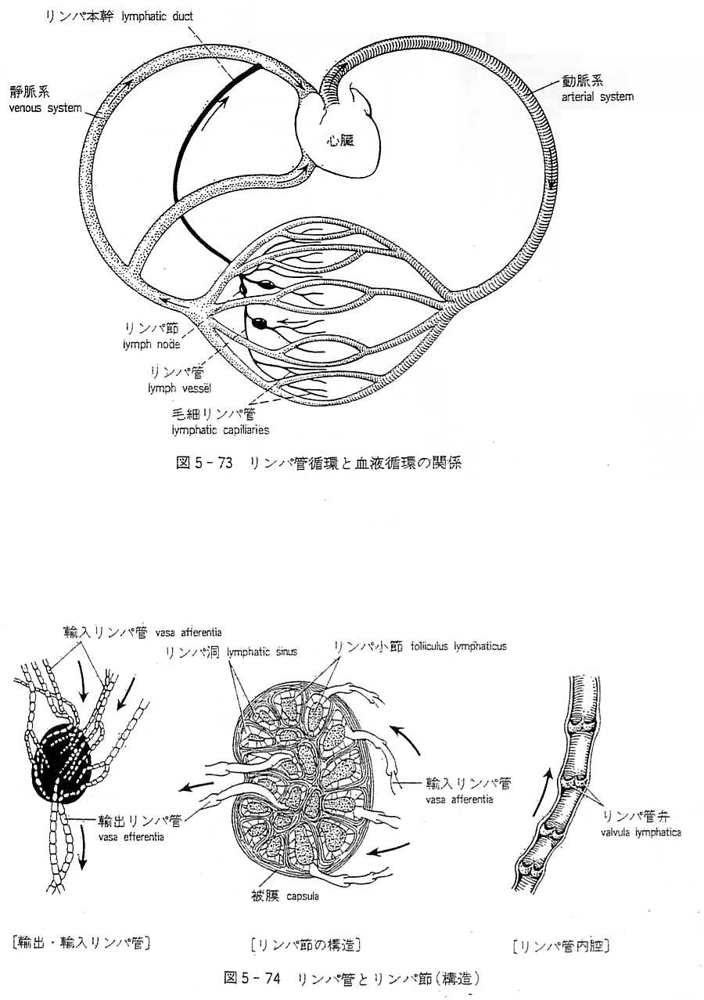 リンパ本幹 lymphatic duct
静脈系
venous system
動脈系
arterial system
心臓
リンパ節
lymph node
リンパ管
lymph vessel
毛細リンパ管
lymphatic capiliaries
図5-73 リンパ管循環と血液循環の関係
輸入リンパ管 vasa afferentia
リンパ洞 lymphatic sinus
リンパ小節 folliculus lymphaticus
輸入リンパ管
vasa afferentia
輸出リンパ管
vasa efferentia
リンパ管弁
valvula lymphatica
被膜 capsula
[輸出・輸入リンパ管]
[リンパ節の構造]
[リンパ管内腔]
図5-74 リンパ管とリンパ節(構造)